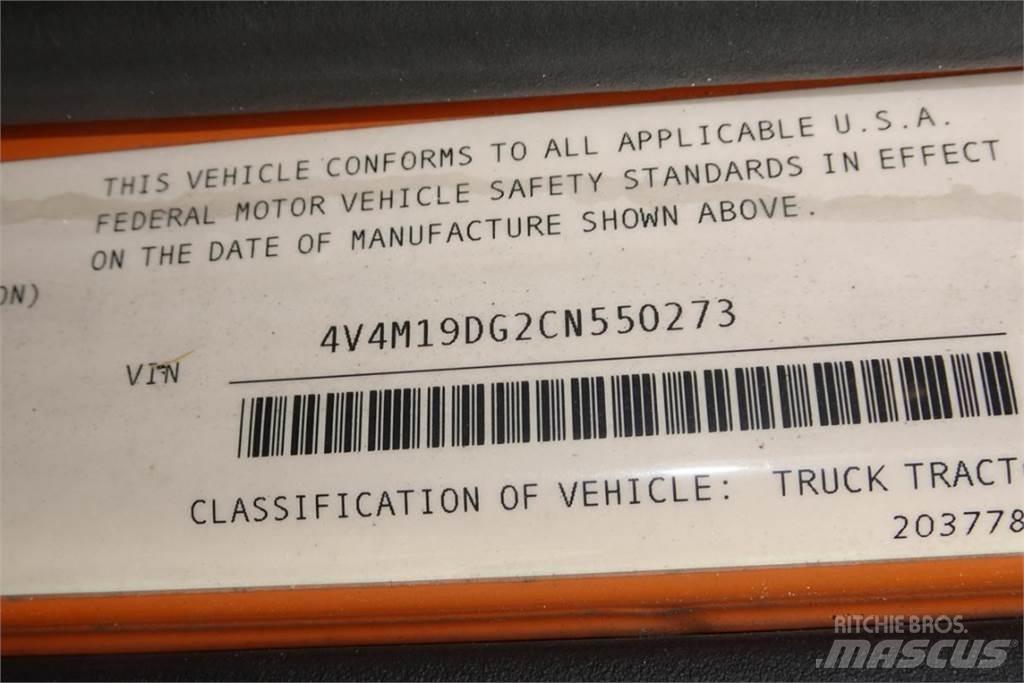 THIS VEHICLE CONFORMS TO ALL APPLICABLE U.S.A.
FEDERAL MOTOR VEHICLE SAFETY STANDARDS IN EFFECT
ON THE DATE OF MANUFACTURE SHOWN ABOVE.
ON)
VIN 4V4M19DG2CN550273
CLASSIFICATION OF VEHICLE: TRUCK TRACT
203778
RITCHIE BROS.
MASCUS